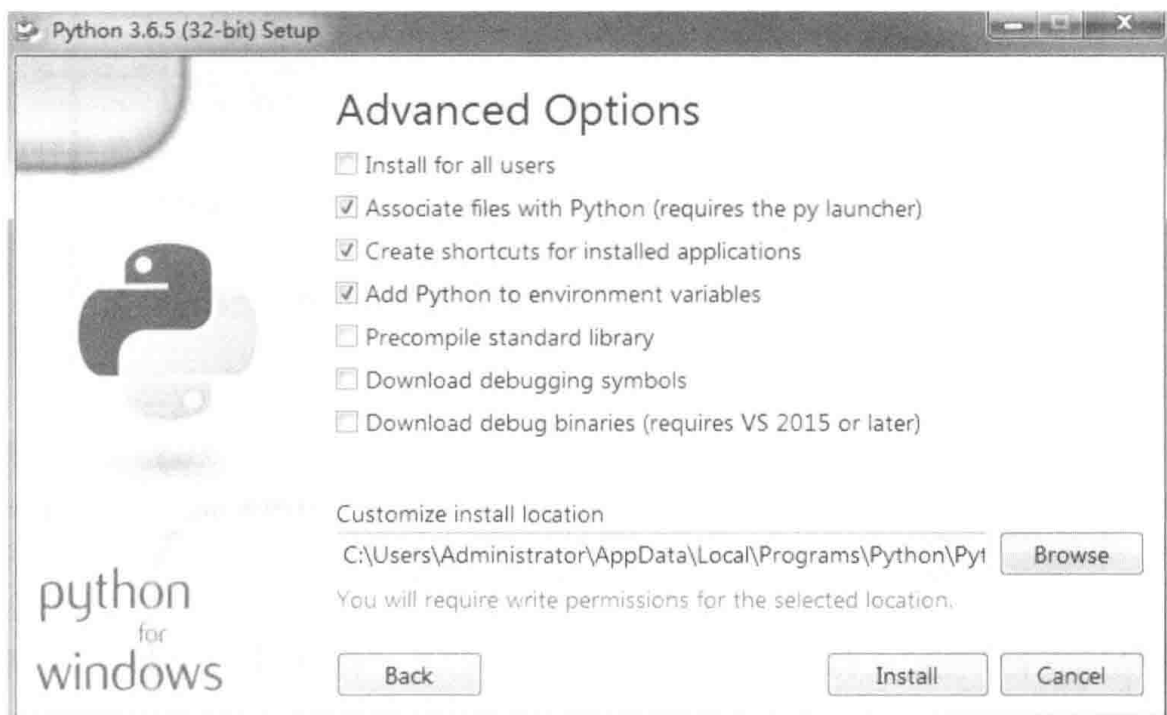 Python 3.6.5 (32-bit) Setup
Advanced Options
Install for all users
Associate files with Python (requires the py launcher)
Create shortcuts for installed applications
Add Python to environment variables
Precompile standard library
Download debugging symbols
Download debug binaries (requires VS 2015 or later)
Customize install location
C:\Users\Administrator\AppData\Local\Programs\Python\Pyt
Browse
You will require write permissions for the selected location.
python
for
windows
Back
Install
Cancel